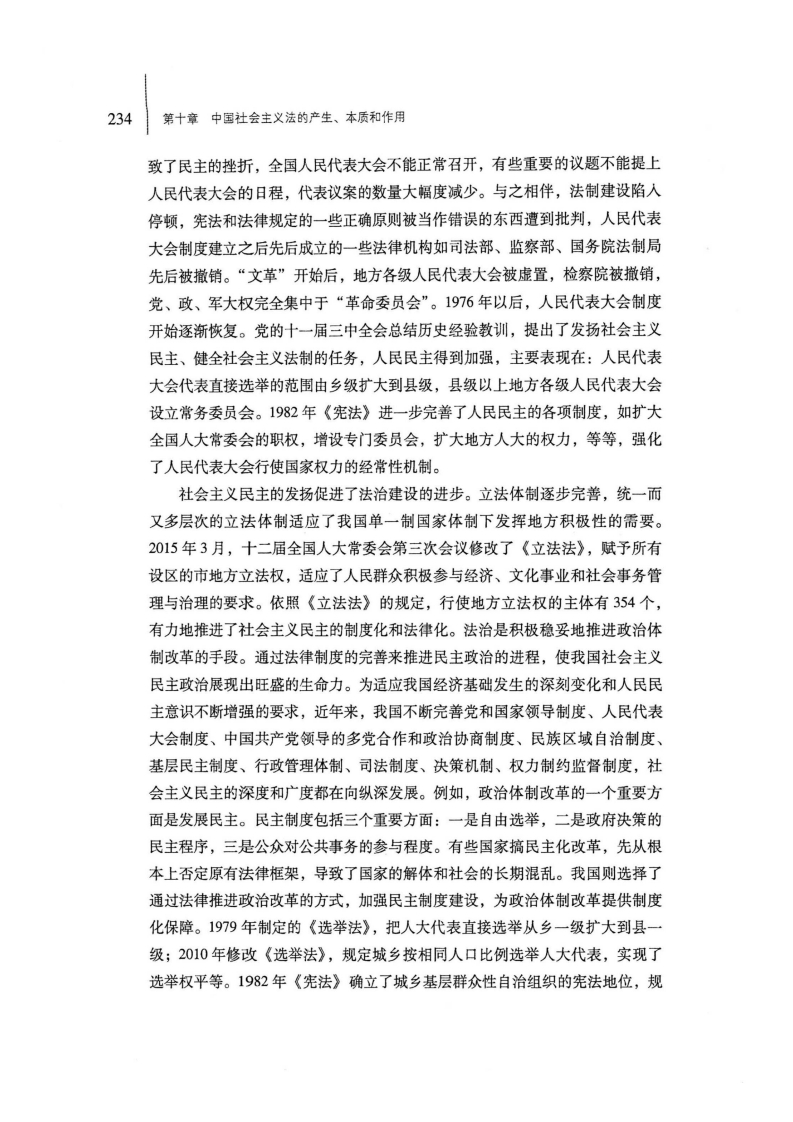 234 第十章 中国社会主义法的产生、本质和作用
致了民主的挫折，全国人民代表大会不能正常召开，有些重要的议题不能提上
人民代表大会的日程，代表议案的数量大幅度减少。与之相伴，法制建设陷入
停顿，宪法和法律规定的一些正确原则被当作错误的东西遭到批判，人民代表
大会制度建立之后先后成立的一些法律机构如司法部、监察部、国务院法制局
先后被撤销。“文革”开始后，地方各级人民代表大会被虚置，检察院被撤销，
党、政、军大权完全集中于“革命委员会”。1976 年以后，人民代表大会制度
开始逐渐恢复。党的十一届三中全会总结历史经验教训，提出了发扬社会主义
民主、健全社会主义法制的任务，人民民主得到加强，主要表现在：人民代表
大会代表直接选举的范围由乡级扩大到县级，县级以上地方各级人民代表大会
设立常务委员会。1982 年《宪法》进一步完善了人民民主的各项制度，如扩大
全国人大常委会的职权，增设专门委员会，扩大地方人大的权力，等等，强化
了人民代表大会行使国家权力的经常性机制。
社会主义民主的发扬促进了法治建设的进步。立法体制逐步完善，统一而
又多层次的立法体制适应了我国单一制国家体制下发挥地方积极性的需要。
2015 年 3 月，十二届全国人大常委会第三次会议修改了《立法法》，赋予所有
设区的市地方立法权，适应了人民群众积极参与经济、文化事业和社会事务管
理与治理的要求。依照《立法法》的规定，行使地方立法权的主体有 354 个，
有力地推进了社会主义民主的制度化和法律化。法治是积极稳妥地推进政治体
制改革的手段。通过法律制度的完善来推进民主政治的进程，使我国社会主义
民主政治展现出旺盛的生命力。为适应我国经济基础发生的深刻变化和人民民
主意识不断增强的要求，近年来，我国不断完善党和国家领导制度、人民代表
大会制度、中国共产党领导的多党合作和政治协商制度、民族区域自治制度、
基层民主制度、行政管理体制、司法制度、决策机制、权力制约监督制度，社
会主义民主的深度和广度都在向纵深发展。例如，政治体制改革的一个重要方
面是发展民主。民主制度包括三个重要方面：一是自由选举，二是政府决策的
民主程序，三是公众对公共事务的参与程度。有些国家搞民主化改革，先从根
本上否定原有法律框架，导致了国家的解体和社会的长期混乱。我国则选择了
通过法律推进政治改革的方式，加强民主制度建设，为政治体制改革提供制度
化保障。1979 年制定的《选举法》，把人大代表直接选举从乡一级扩大到县一
级；2010 年修改《选举法》，规定城乡按相同人口比例选举人大代表，实现了
选举权平等。1982 年《宪法》确立了城乡基层群众性自治组织的宪法地位，规